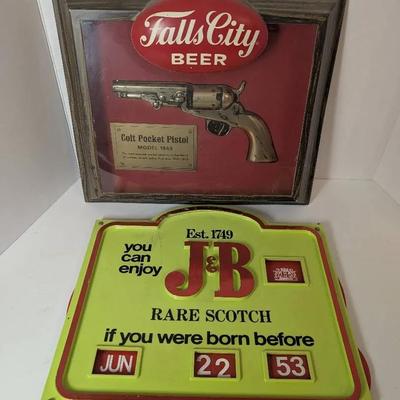 Falls City
BEER
Colt Pocket Pistol
MODEL 1849
Est. 1749
you
can
enjoy
J&B
RARE SCOTCH
if you were born before
JUN 22 53